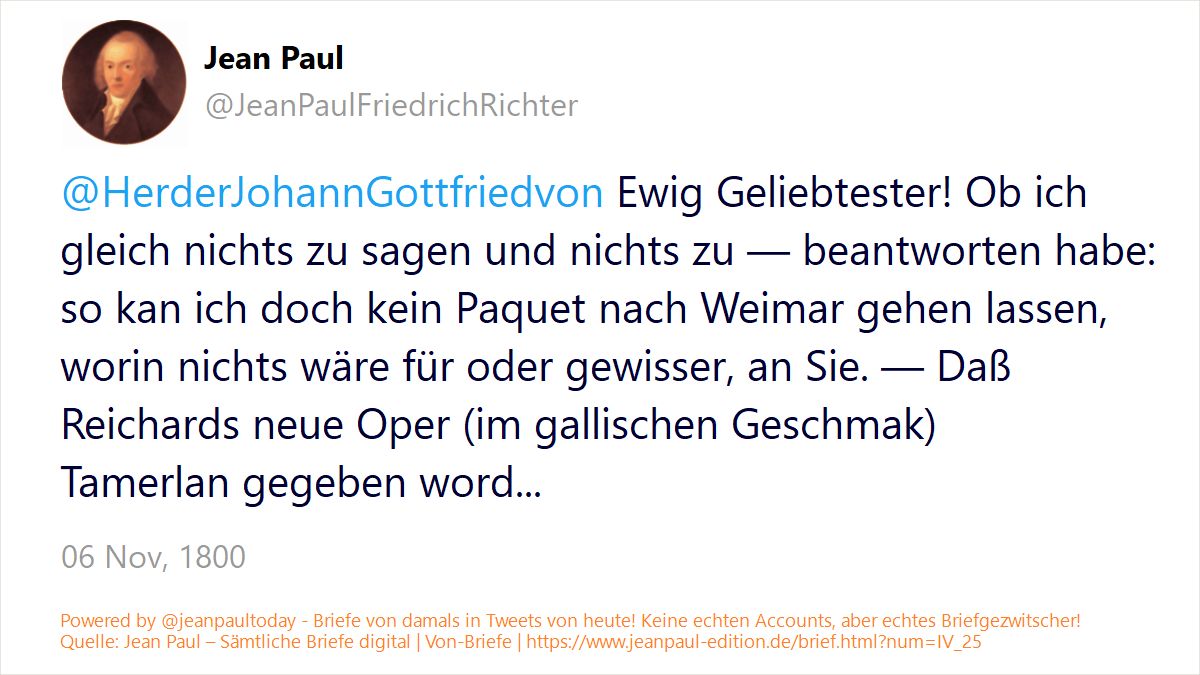 Jean Paul
@JeanPaulFriedrichRichter
@HerderJohannGottfriedvon Ewig Geliebtester! Ob ich
gleich nichts zu sagen und nichts zu — beantworten habe:
so kan ich doch kein Paquet nach Weimar gehen lassen,
worin nichts wäre für oder gewisser, an Sie. — Daß
Reichards neue Oper (im gallischen Geschmak)
Tamerlan gegeben word...
06 Nov, 1800
Powered by @jeanpaultoday - Briefe von damals in Tweets von heute! Keine echten Accounts, aber echtes Briefgezwitscher!
Quelle: Jean Paul – Sämtliche Briefe digital | Von-Briefe | https://www.jeanpaul-edition.de/brief.html?num=IV_25